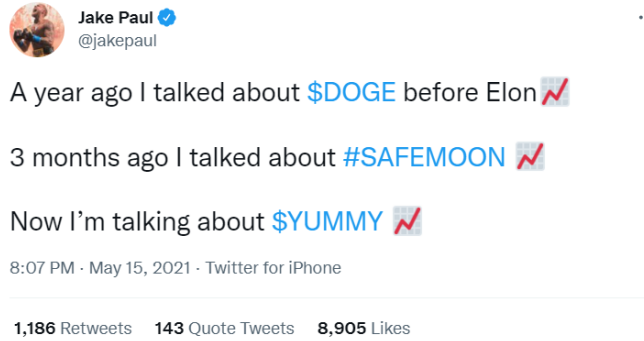 Jake Paul
@jakepaul
A year ago I talked about $DOGE before Elon📈
3 months ago I talked about #SAFEMOON 📈
Now I’m talking about $YUMMY 📈
8:07 PM · May 15, 2021 · Twitter for iPhone
1,186 Retweets 143 Quote Tweets 8,905 Likes